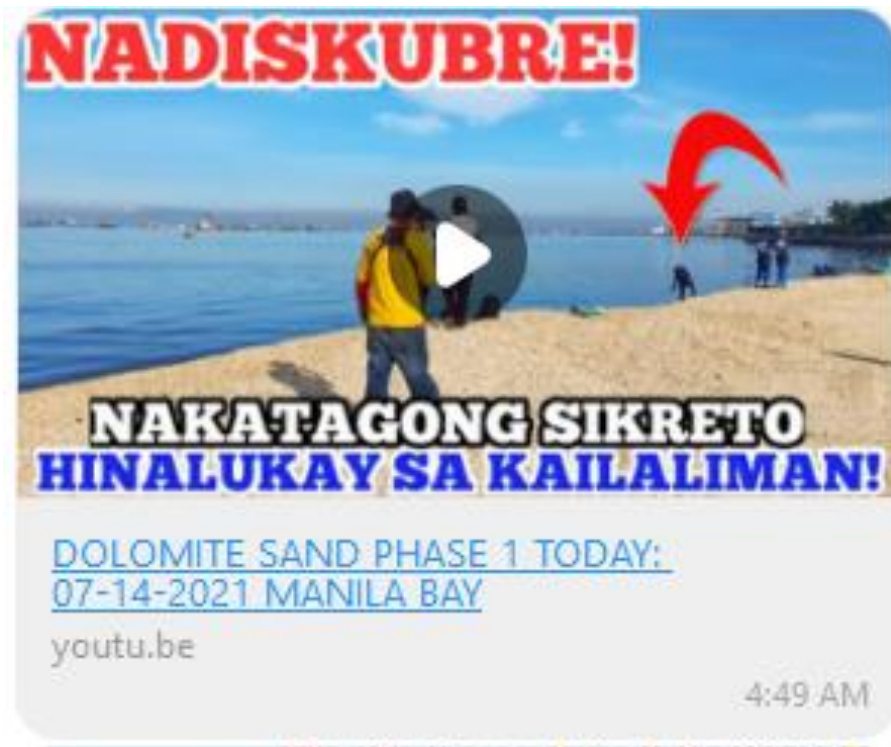 NADISKUBRE!
NAKATAGONG SIKRETO
HINALUKAY SA KAILALIMAN!
DOLOMITE SAND PHASE 1 TODAY:
07-14-2021 MANILA BAY
youtu.be
4:49 AM